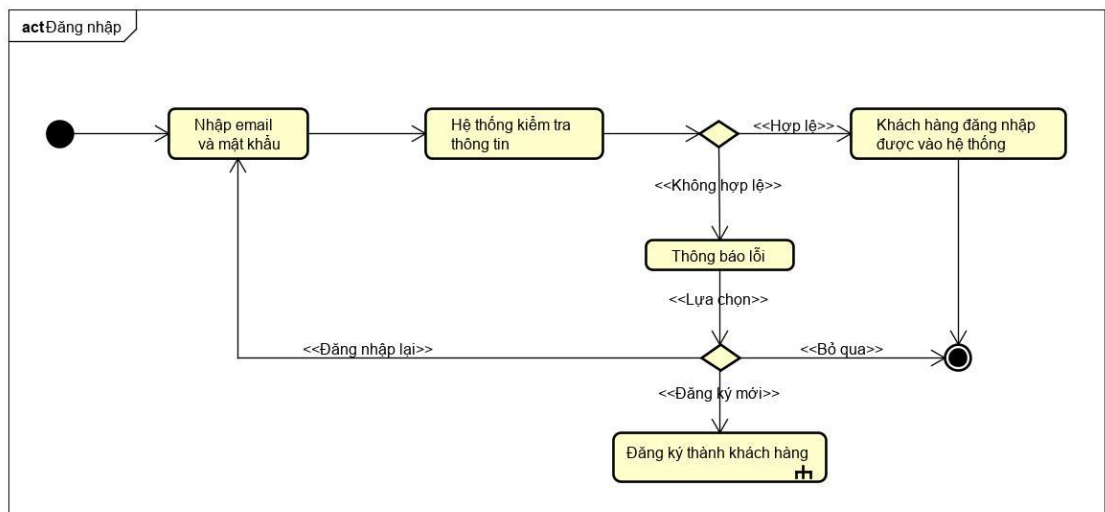 act Đăng nhập
Nhập email
và mật khẩu
Hệ thống kiểm tra
thông tin
<<Hợp lệ>>
Khách hàng đăng nhập
được vào hệ thống
<<Không hợp lệ>>
Thông báo lỗi
<<Lựa chọn>>
<<Đăng nhập lại>>
<<Bỏ qua>>
<<Đăng ký mới>>
Đăng ký thành khách hàng